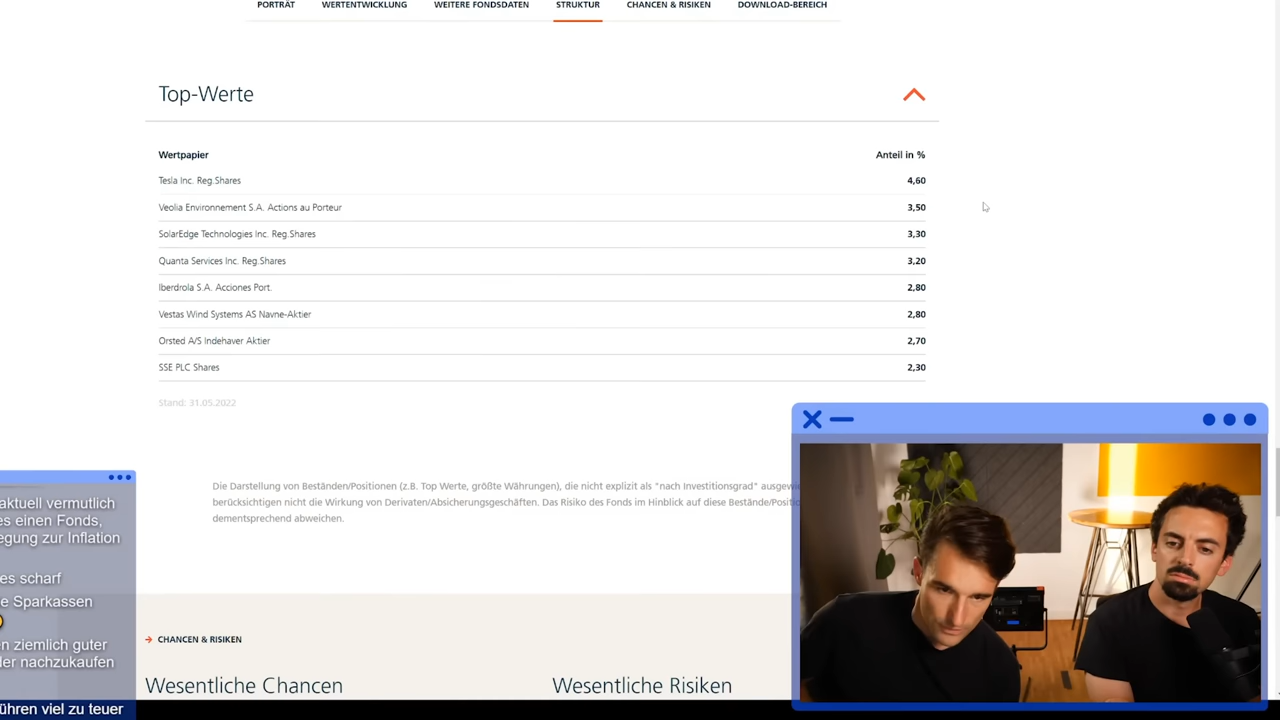 PORTRÄT WERTENTWICKLUNG WEITERE FONDSDATEN STRUKTUR CHANCEN & RISIKEN DOWNLOAD-BEREICH
Top-Werte
Wertpapier Anteil in %
Tesla Inc. Reg.Shares 4,60
Veolia Environnement S.A. Actions au Porteur 3,50
SolarEdge Technologies Inc. Reg.Shares 3,30
Quanta Services Inc. Reg.Shares 3,20
Iberdrola S.A. Acciones Port. 2,80
Vestas Wind Systems AS Navne-Aktier 2,80
Orsted A/S Indehaver Aktier 2,70
SSE PLC Shares 2,30
Stand: 31.05.2022
Die Darstellung von Beständen/Positionen (z.B. Top Werte, größte Währungen), die nicht explizit als "nach Investitionsgrad"
berücksichtigen nicht die Wirkung von Derivaten/Absicherungsgeschäften. Das Risiko des Fonds im Hinblick auf diese
dementsprechend abweichen.
aktuell vermutlich
es einen Fonds,
egung zur Inflation
es scharf
e Sparkassen
n ziemlich guter
ler nachzukaufen
ühren viel zu teuer
CHANCEN & RISIKEN
Wesentliche Chancen Wesentliche Risiken